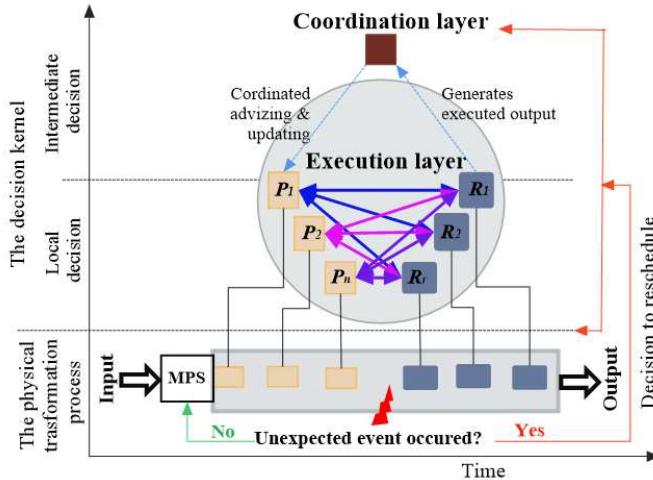 Coordination layer
Cordinated
advizing &
updating
Generates
executed output
Execution layer
P1
R1
P2
R2
Pn
Rr
The decision kernel
Intermediate
decision
Local
decision
The physical
trasformation
process
Input
MPS
Output
Decision to reschedule
No
Unexpected event occured?
Yes
Time